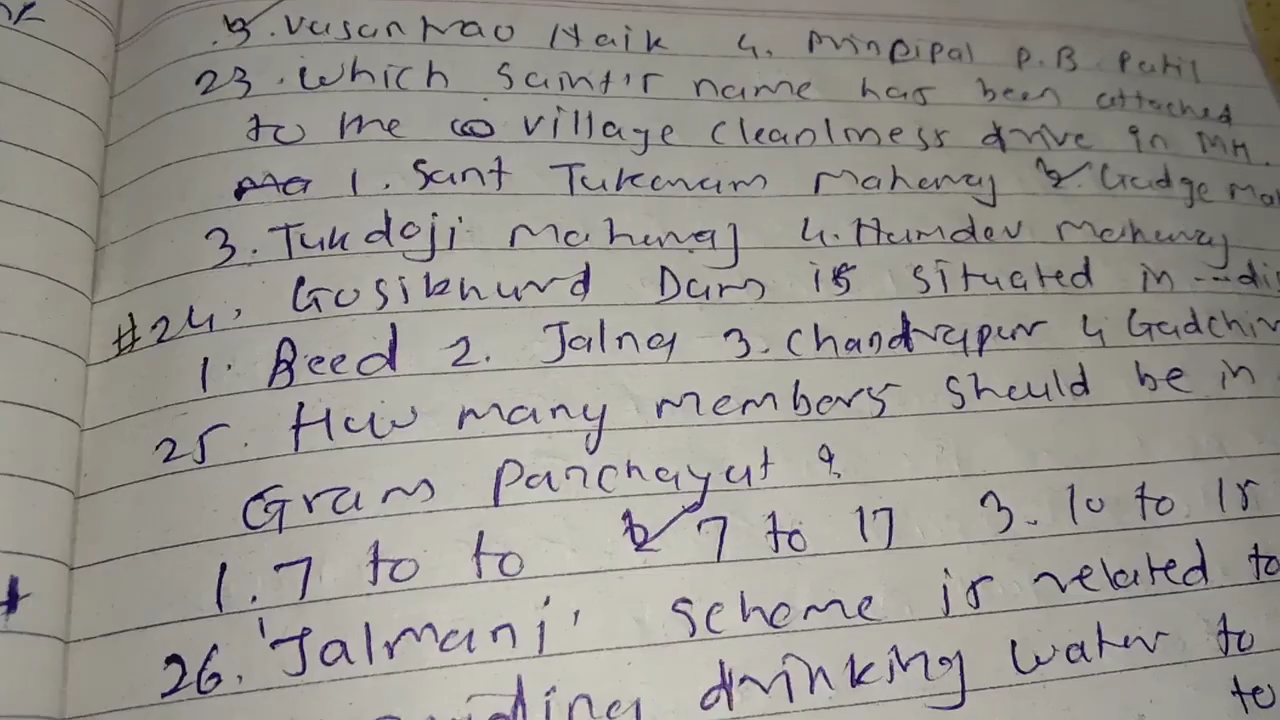 3. Vasantrao Naik 4. Principal P.B. Patil
23. Which Saint's name has been attached
to the village cleanliness drive in MH.
1. Sant Tukaram Maharaj 2. Gadge
3. Tukdoji Maharaj 4. Namdev Maharaj
#24. Gosikhurd Dam is situated in --- di
1. Beed 2. Jalna 3. Chandrapur 4 Gadchir
25. How many members should be in
Gram Panchayat ?
1. 7 to to 2 7 to 17 3. 10 to 15
26. 'Jalmani' scheme is related to
drinking water to
to